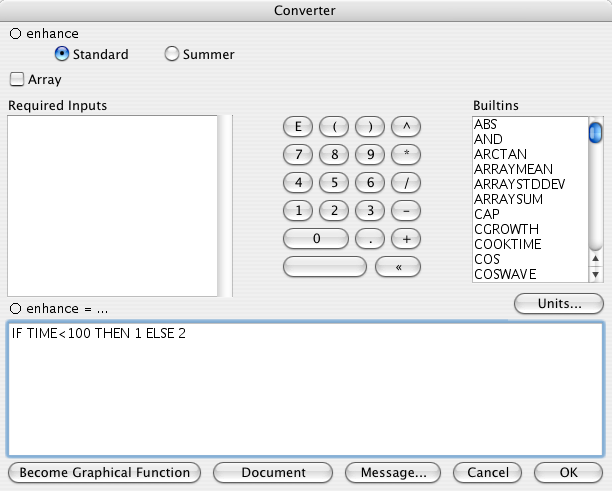 Converter
enhance
Standard Summer
Array
Required Inputs
Builtins
E ( ) ^
7 8 9 *
4 5 6 /
1 2 3 -
0 . +
«
ABS
AND
ARCTAN
ARRAYMEAN
ARRAYSTDDEV
ARRAYSUM
CAP
CGROWTH
COOKTIME
COS
COSWAVE
Units...
enhance = ...
IF TIME<100 THEN 1 ELSE 2
Become Graphical Function Document Message... Cancel OK